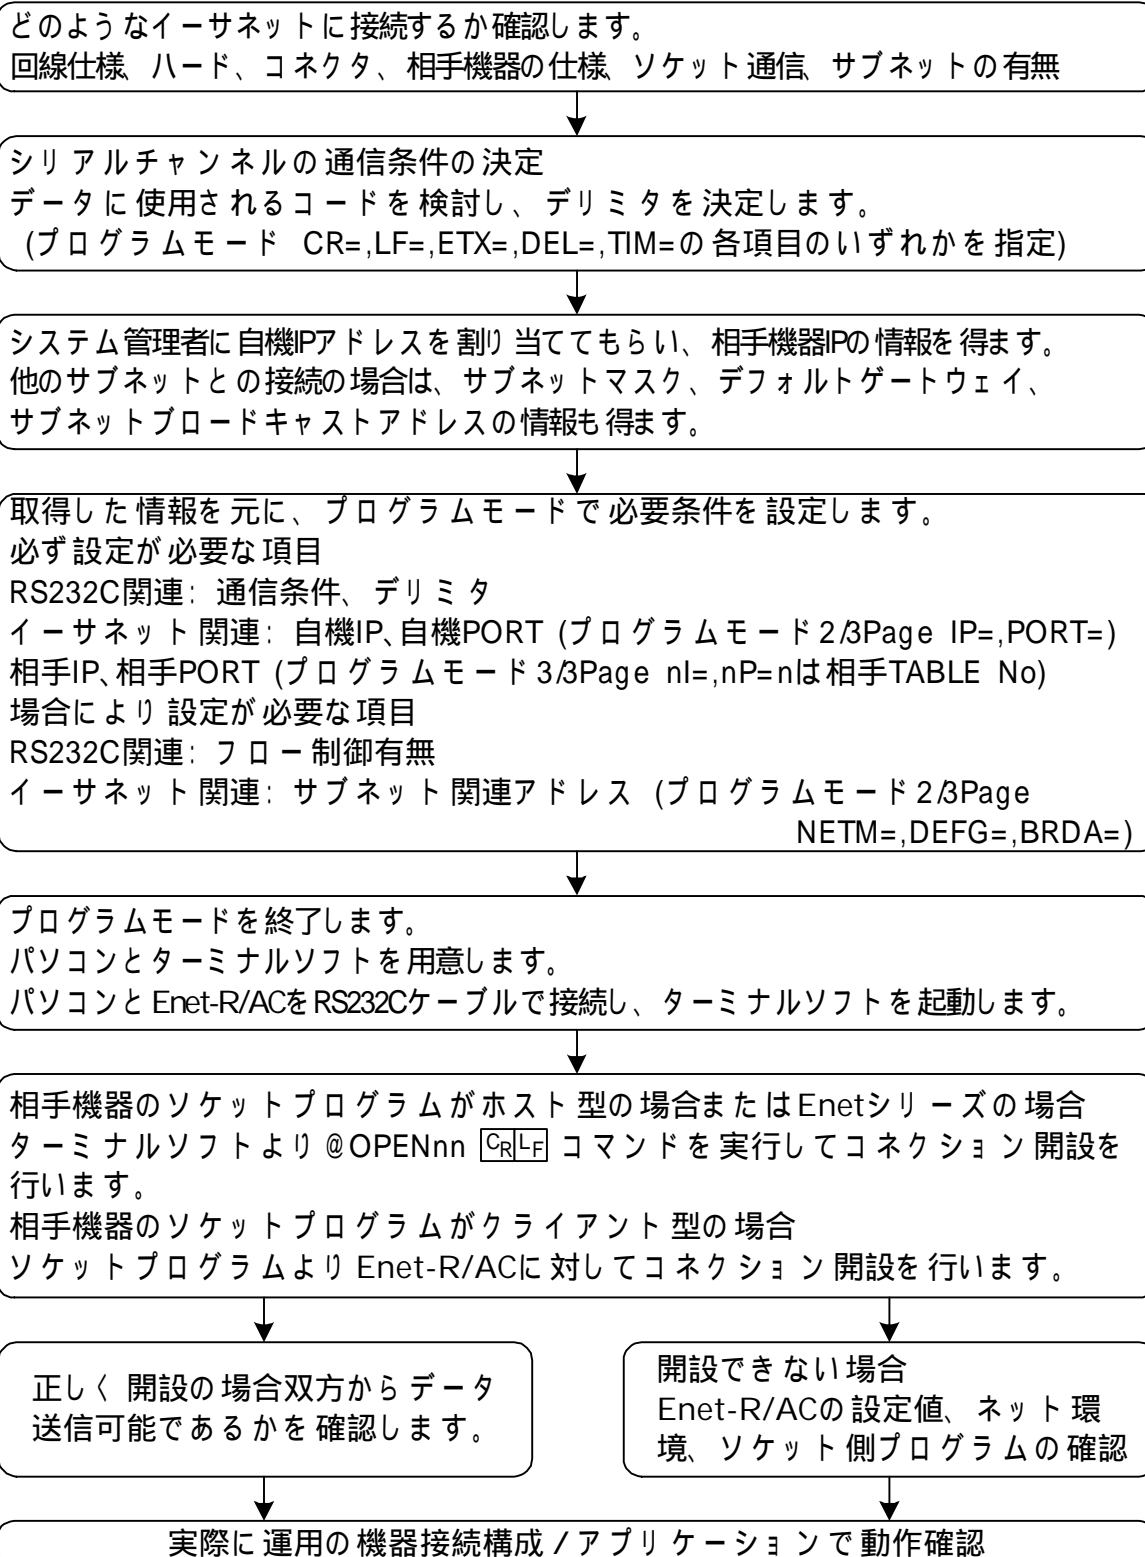 どのようなイーサネットに接続するか確認します。
回線仕様、ハード、コネクタ、相手機器の仕様、ソケット通信、サブネットの有無
シリアルチャンネルの通信条件の決定
データに使用されるコードを検討し、デリミタを決定します。
(プログラムモード CR=,LF=,ETX=,DEL=,TIM=の各項目のいずれかを指定)
システム管理者に自機IPアドレスを割り当ててもらい、相手機器IPの情報を得ます。
他のサブネットとの接続の場合は、サブネットマスク、デフォルトゲートウェイ、
サブネットブロードキャストアドレスの情報も得ます。
取得した情報を元に、プログラムモードで必要条件を設定します。
必ず設定が必要な項目
RS232C関連：通信条件、デリミタ
イーサネット関連：自機IP、自機PORT (プログラムモード2/3Page IP=,PORT=)
相手IP、相手PORT (プログラムモード3/3Page nI=,nP=nは相手TABLE No)
場合により設定が必要な項目
RS232C関連：フロー制御有無
イーサネット関連：サブネット関連アドレス (プログラムモード2/3Page
NETM=,DEFG=,BRDA=)
プログラムモードを終了します。
パソコンとターミナルソフトを用意します。
パソコンとEnet-R/ACをRS232Cケーブルで接続し、ターミナルソフトを起動します。
相手機器のソケットプログラムがホスト型の場合またはEnetシリーズの場合
ターミナルソフトより@OPENnn CRLF コマンドを実行してコネクション開設を
行います。
相手機器のソケットプログラムがクライアント型の場合
ソケットプログラムよりEnet-R/ACに対してコネクション開設を行います。
正しく開設の場合双方からデータ
送信可能であるかを確認します。
開設できない場合
Enet-R/ACの設定値、ネット環
境、ソケット側プログラムの確認
実際に運用の機器接続構成/アプリケーションで動作確認